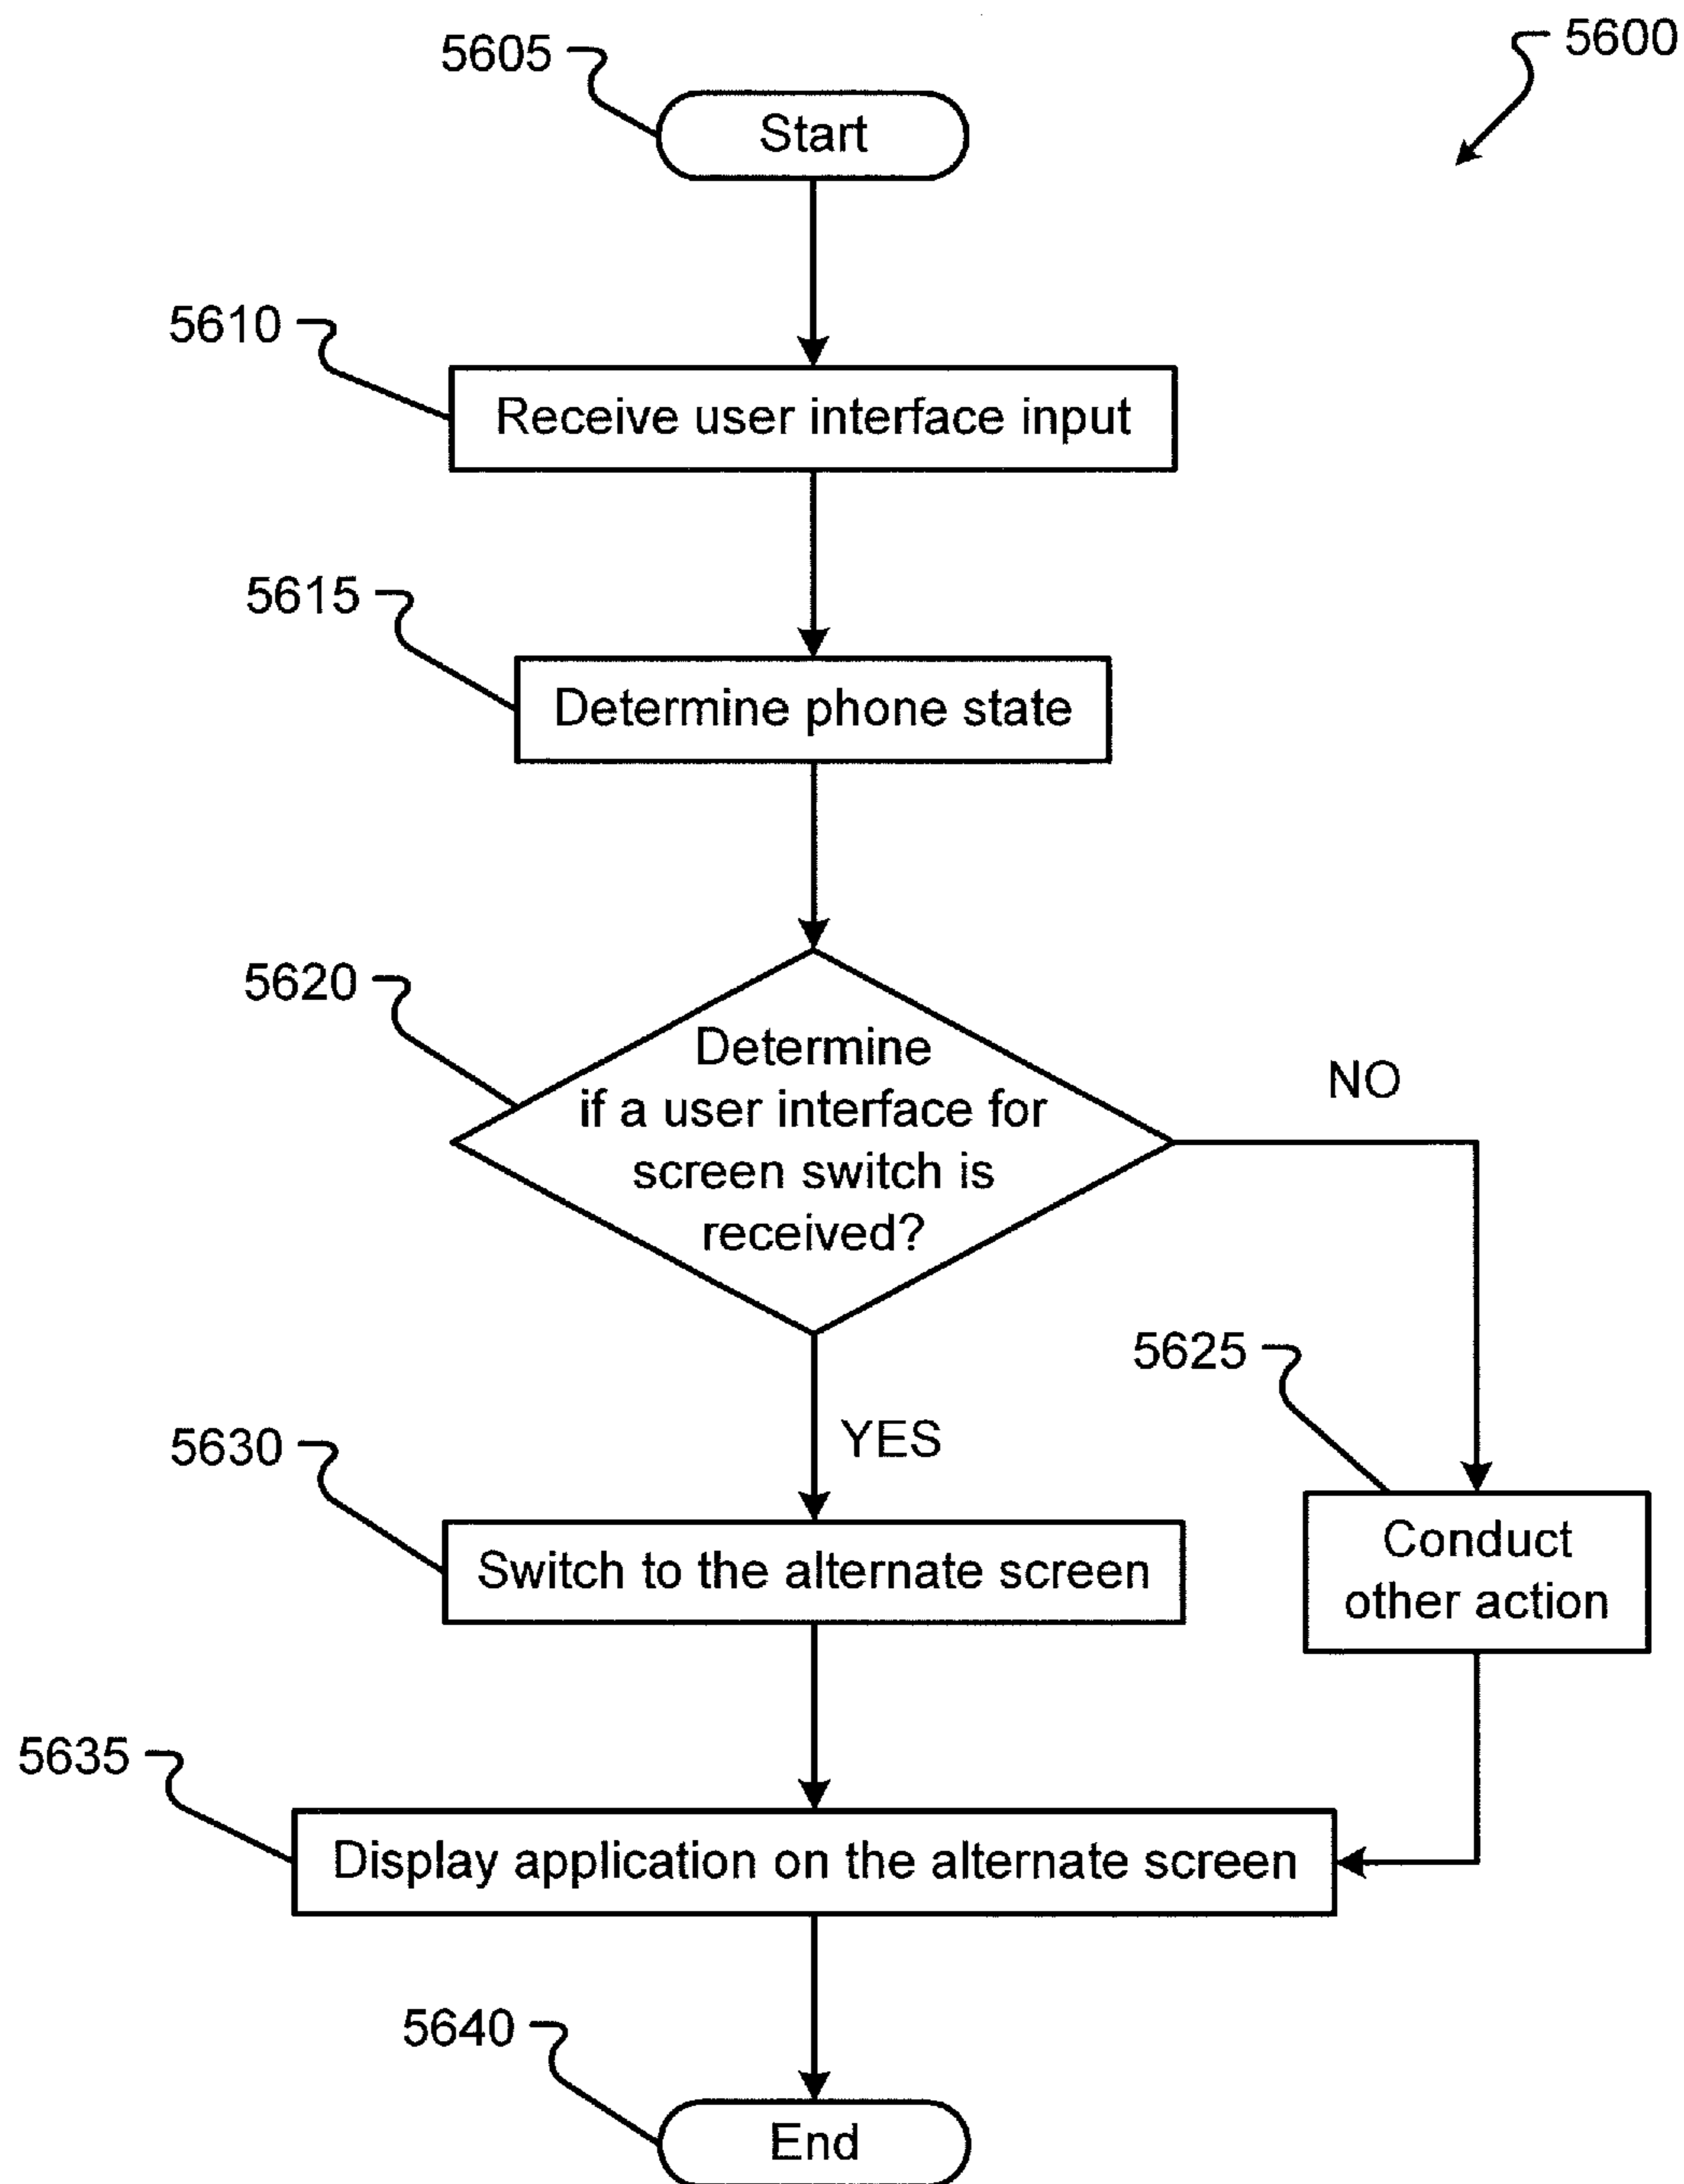 5600
5605
Start
5610
Receive user interface input
5615
Determine phone state
5620
Determine
if a user interface for
screen switch is
received?
NO
5625
Conduct
other action
YES
5630
Switch to the alternate screen
5635
Display application on the alternate screen
5640
End